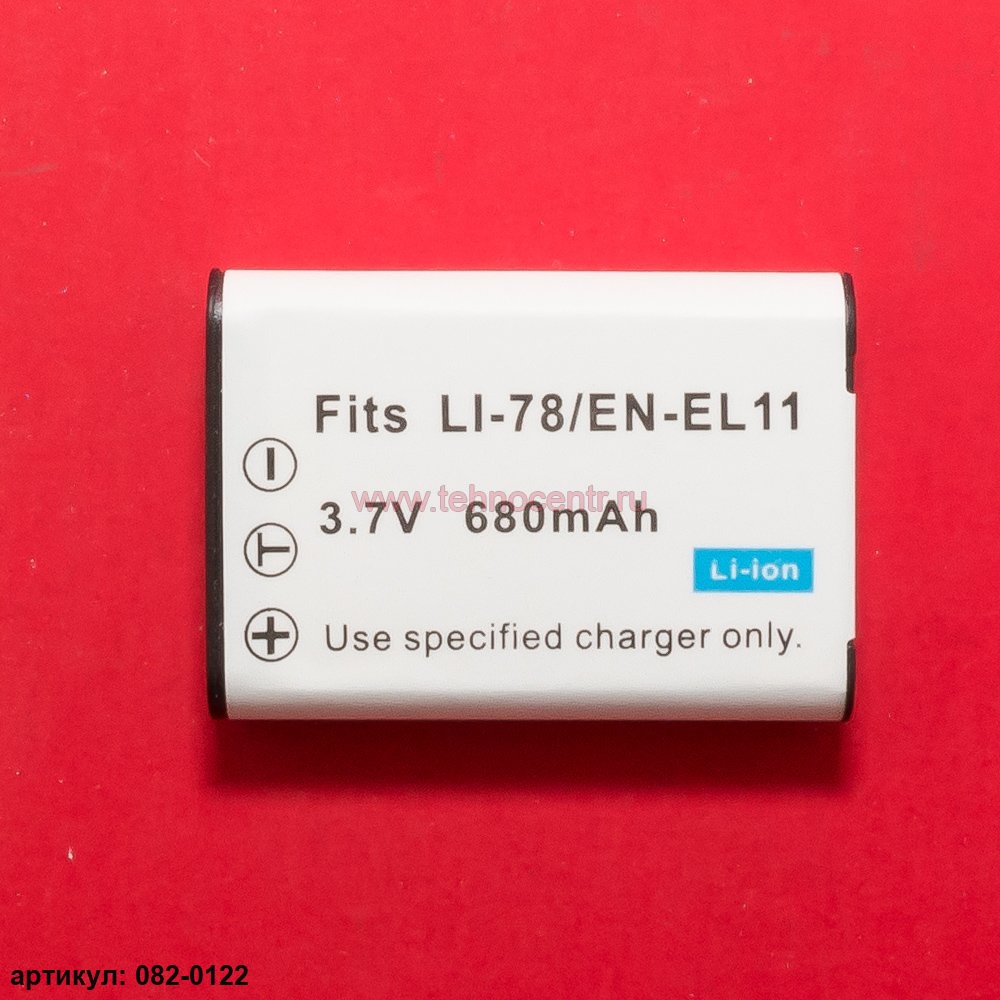 Fits LI-78/EN-EL11
www.tehnocentr.ru
3.7V 680mAh
Li-ion
T
Use specified charger only.
артикул: 082-0122